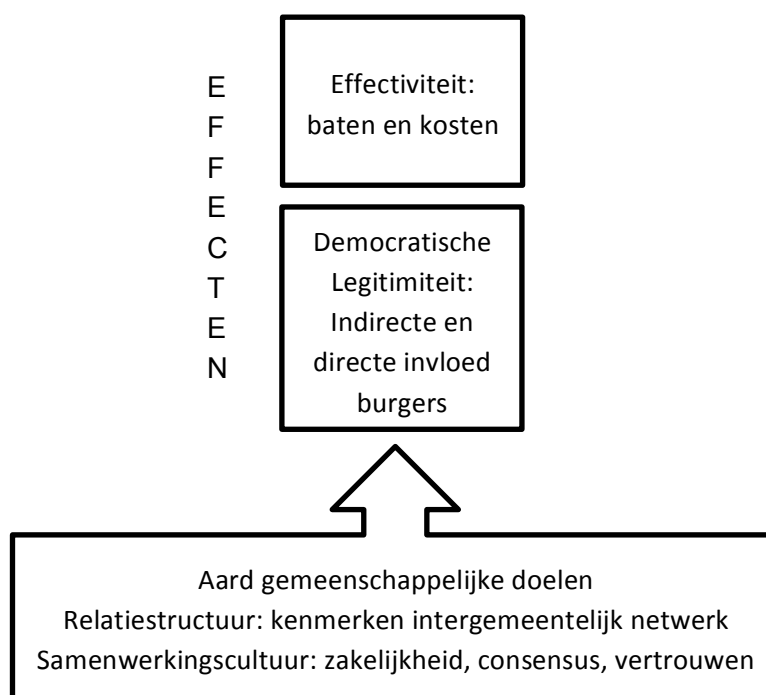 EFFECTEN
Effectiviteit:
baten en kosten
Democratische
Legitimiteit:
Indirecte en
directe invloed
burgers
Aard gemeenschappelijke doelen
Relatiestructuur: kenmerken intergemeentelijk netwerk
Samenwerkingscultuur: zakelijkheid, consensus, vertrouwen